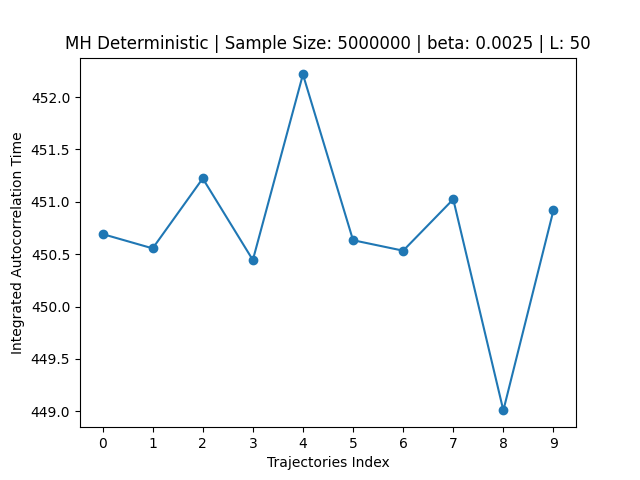 MH Deterministic | Sample Size: 5000000 | beta: 0.0025 | L: 50
Integrated Autocorrelation Time
452.0
451.5
451.0
450.5
450.0
449.5
449.0
0 1 2 3 4 5 6 7 8 9
Trajectories Index